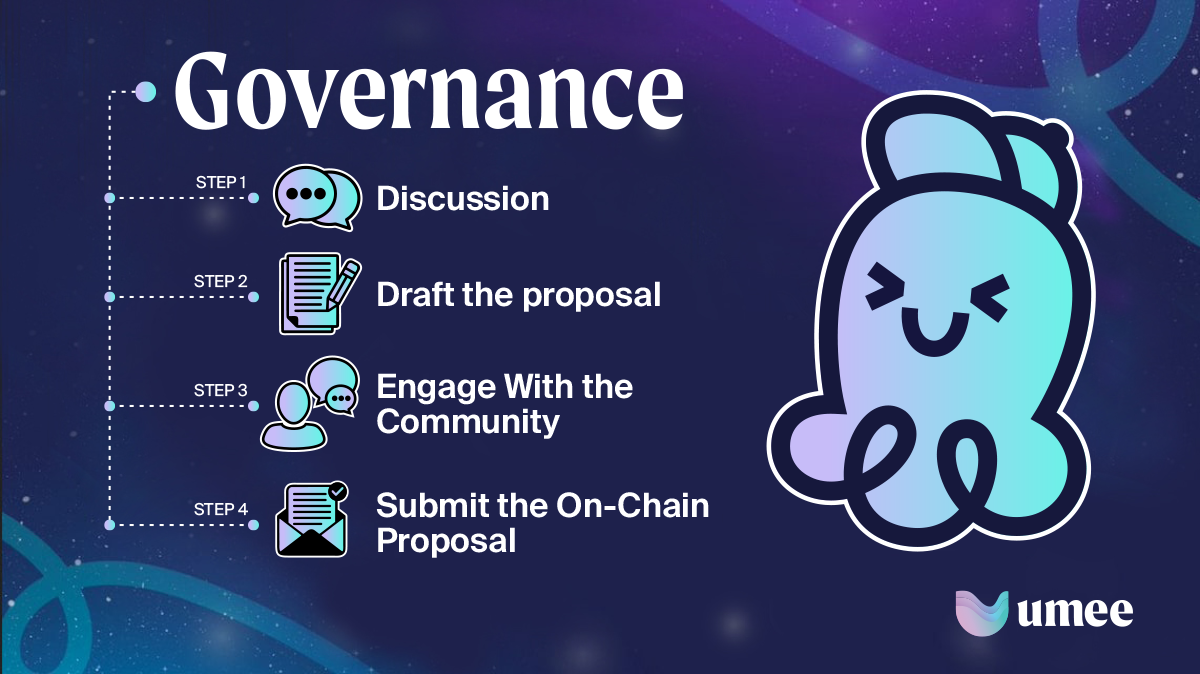 Governance
STEP 1
Discussion
STEP 2
Draft the proposal
STEP 3
Engage With the
Community
STEP 4
Submit the On-Chain
Proposal
umee